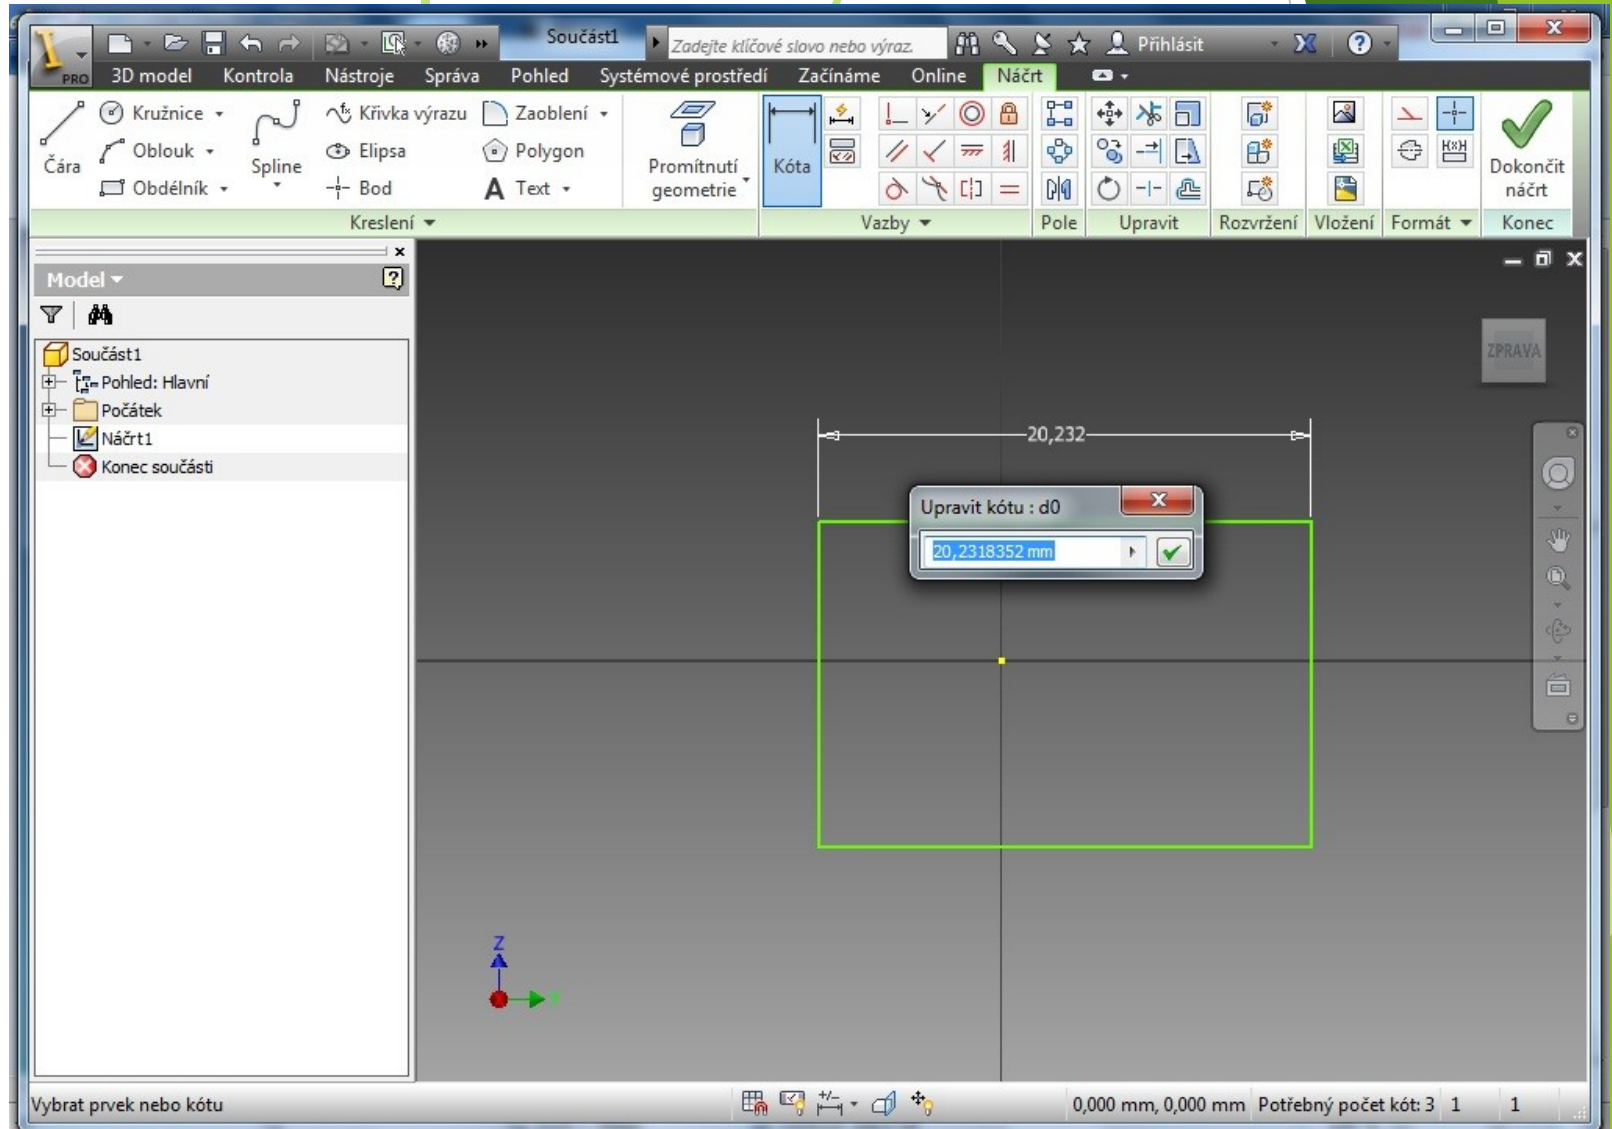 Součást1
Zadejte klíčové slovo nebo výraz.
Přihlásit
PRO
3D model Kontrola Nástroje Správa Pohled Systémové prostředí Začínáme Online Náčrt
Čára
Kružnice
Oblouk
Obdélník
Spline
Křivka výrazu
Elipsa
Bod
Zaoblení
Polygon
A Text
Promítnutí
geometrie
Kóta
Dokončit
náčrt
Kreslení Vazby Pole Upravit Rozvržení Vložení Formát Konec
Model
Součást1
Pohled: Hlavní
Počátek
Náčrt1
Konec součásti
ZPRAVA
20,232
Upravit kótu : d0
20,2318352 mm
Z
Y
Vybrat prvek nebo kótu
0,000 mm, 0,000 mm Potřebný počet kót: 3 1 1